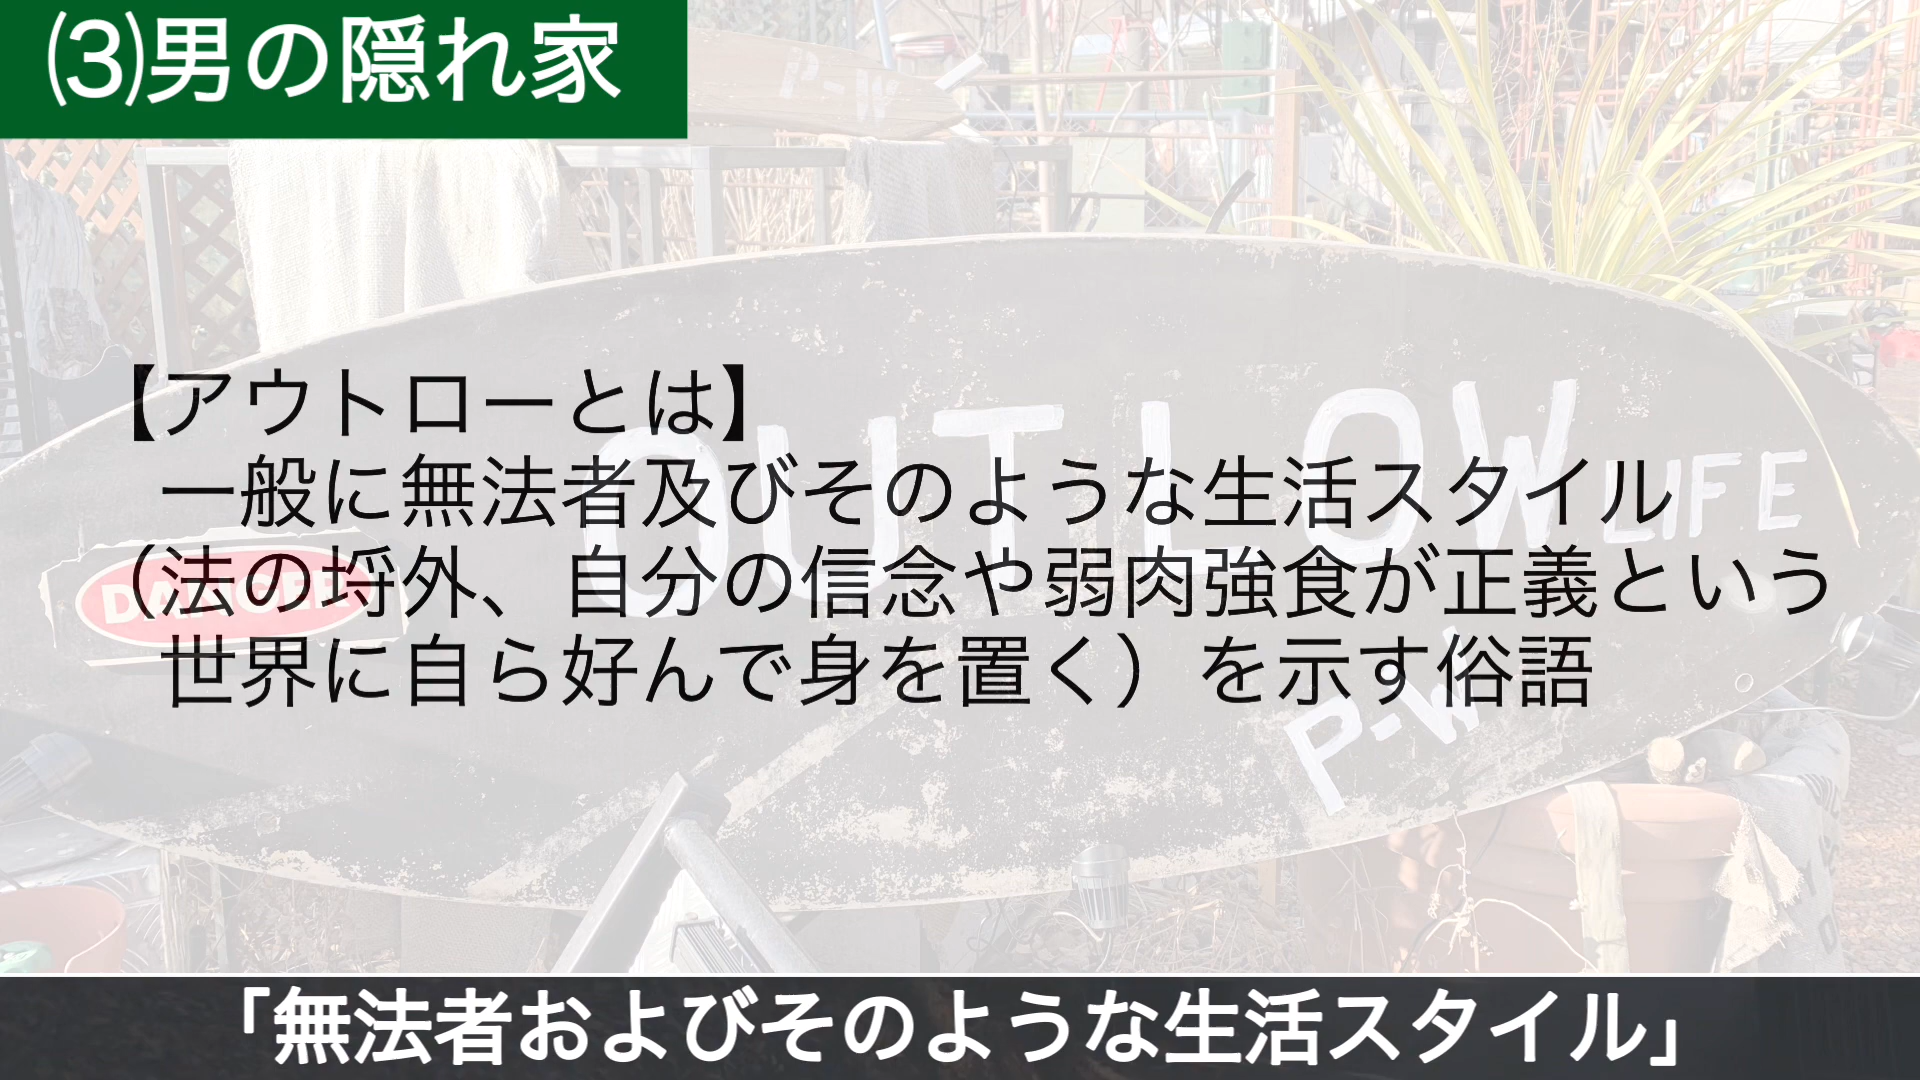 ⑶男の隠れ家
P-W
【アウトローとは】
一般に無法者及びそのような生活スタイル
（法の埒外、自分の信念や弱肉強食が正義という
世界に自ら好んで身を置く）を示す俗語
OUTLOW LIFE
DANGER
P-W
「無法者およびそのような生活スタイル」